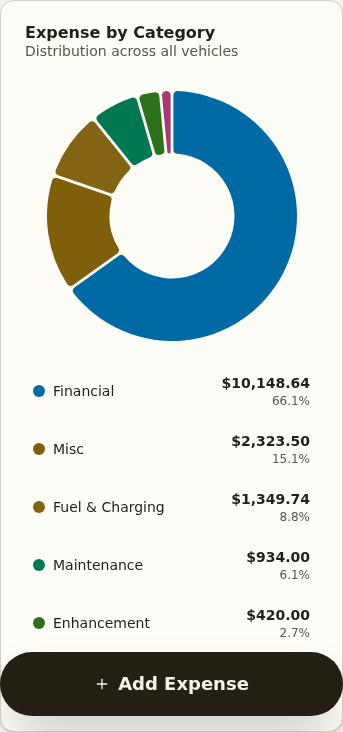 Expense by Category
Distribution across all vehicles
Financial
$10,148.64
66.1%
Misc
$2,323.50
15.1%
Fuel & Charging
$1,349.74
8.8%
Maintenance
$934.00
6.1%
Enhancement
$420.00
2.7%
+ Add Expense